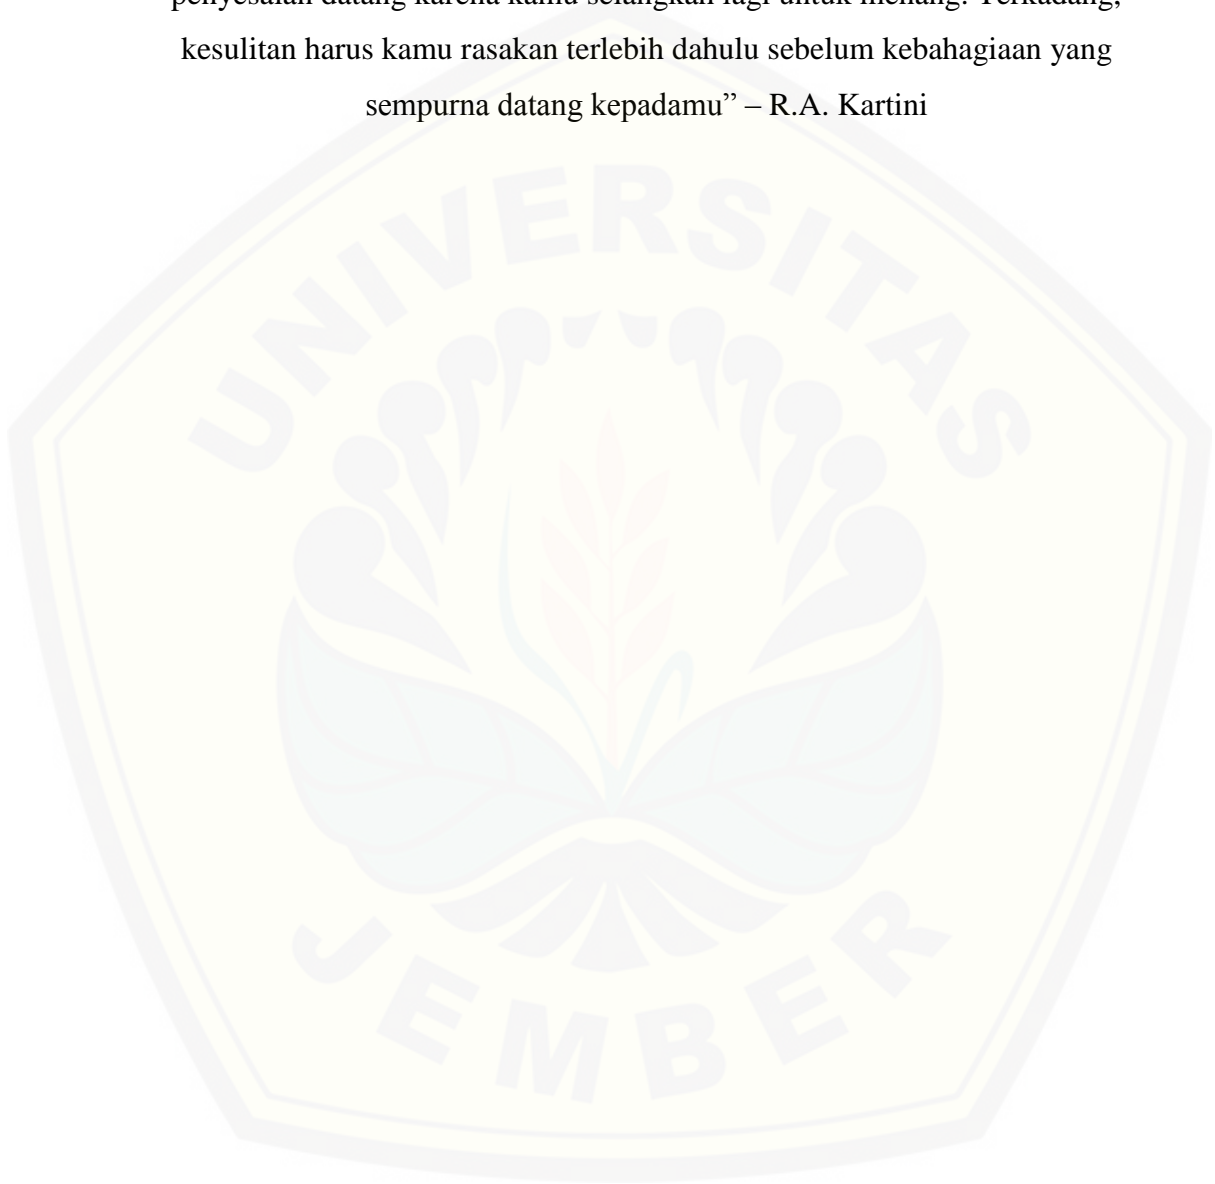 penyesalan datang karena kamu selangkah lagi untuk menang. Terkadang,
kesulitan harus kamu rasakan terlebih dahulu sebelum kebahagiaan yang
sempurna datang kepadamu” – R.A. Kartini
UNIVERSITAS
JEMBER